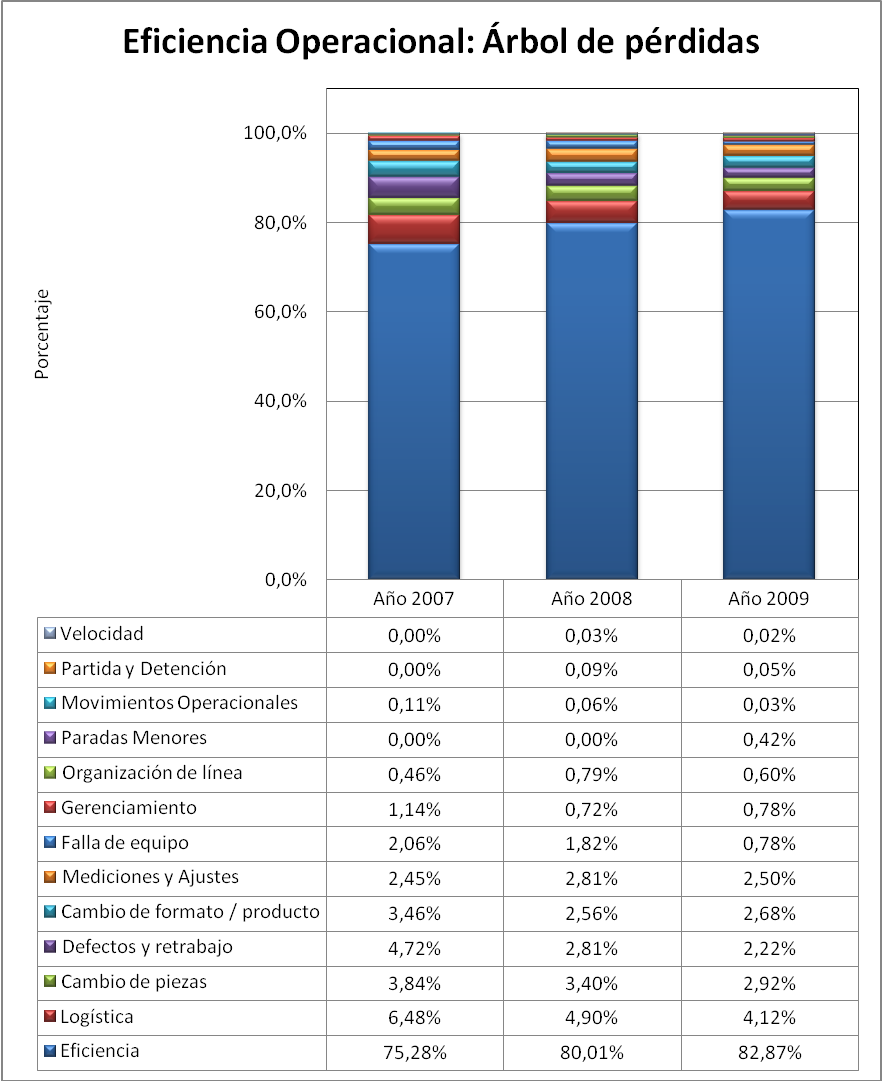 Eficiencia Operacional: Árbol de pérdidas
Porcentaje
100,0%
80,0%
60,0%
40,0%
20,0%
0,0%
Año 2007 Año 2008 Año 2009
Velocidad 0,00% 0,03% 0,02%
Partida y Detención 0,00% 0,09% 0,05%
Movimientos Operacionales 0,11% 0,06% 0,03%
Paradas Menores 0,00% 0,00% 0,42%
Organización de línea 0,46% 0,79% 0,60%
Gerenciamiento 1,14% 0,72% 0,78%
Falla de equipo 2,06% 1,82% 0,78%
Mediciones y Ajustes 2,45% 2,81% 2,50%
Cambio de formato / producto 3,46% 2,56% 2,68%
Defectos y retrabajo 4,72% 2,81% 2,22%
Cambio de piezas 3,84% 3,40% 2,92%
Logística 6,48% 4,90% 4,12%
Eficiencia 75,28% 80,01% 82,87%